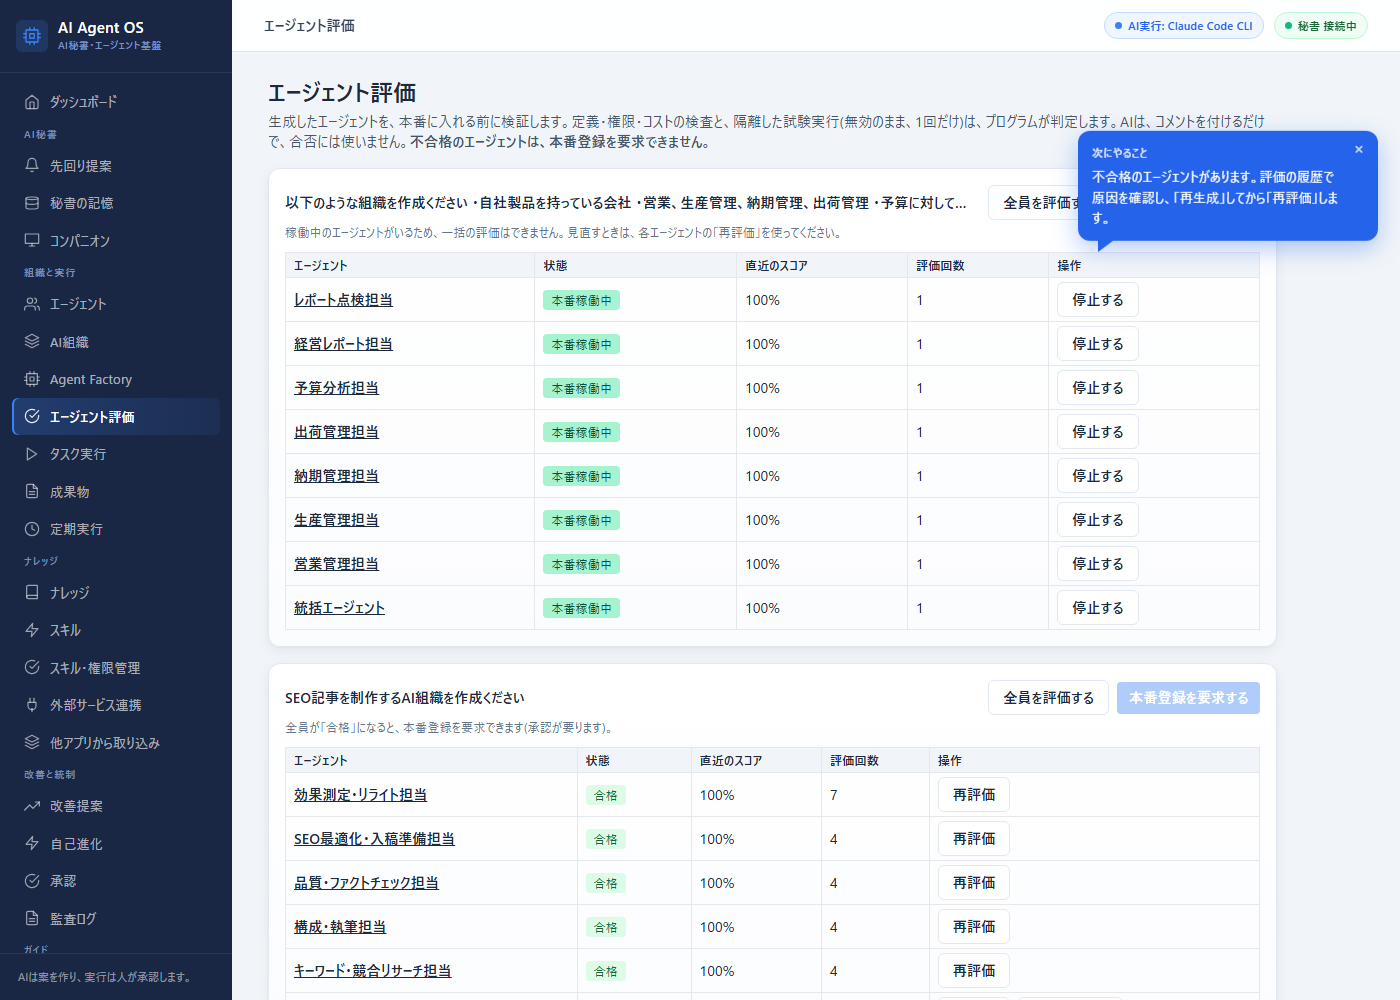 AI Agent OS
AI秘書・エージェント基盤
ダッシュボード
AI秘書
先回り提案
秘書の記憶
コンパニオン
組織と実行
エージェント
AI組織
Agent Factory
エージェント評価
タスク実行
成果物
定期実行
ナレッジ
ナレッジ
スキル
スキル・権限管理
外部サービス連携
他アプリから取り込み
改善と統制
改善提案
自己進化
承認
監査ログ
ガイド
AIは案を作り、実行は人が承認します。
エージェント評価
AI実行: Claude Code CLI
秘書 接続中
エージェント評価
生成したエージェントを、本番に入れる前に検証します。定義・権限・コストの検査と、隔離した試験実行(無効のまま、1回だけ)は、プログラムが判定します。AIは、コメントを付けるだけ
で、合否には使いません。不合格のエージェントは、本番登録を要求できません。
次にやること
×
不合格のエージェントがあります。評価の履歴で
原因を確認し、「再生成」してから「再評価」しま
す。
以下のような組織を作成ください ・自社製品を持っている会社 ・営業、生産管理、納期管理、出荷管理 ・予算に対して...
全員を評価す
稼働中のエージェントがいるため、一括の評価はできません。見直すときは、各エージェントの「再評価」を使ってください。
エージェント 状態 直近のスコア 評価回数 操作
レポート点検担当 本番稼働中 100% 1 停止する
経営レポート担当 本番稼働中 100% 1 停止する
予算分析担当 本番稼働中 100% 1 停止する
出荷管理担当 本番稼働中 100% 1 停止する
納期管理担当 本番稼働中 100% 1 停止する
生産管理担当 本番稼働中 100% 1 停止する
営業管理担当 本番稼働中 100% 1 停止する
統括エージェント 本番稼働中 100% 1 停止する
SEO記事を制作するAI組織を作成ください
全員を評価する
本番登録を要求する
全員が「合格」になると、本番登録を要求できます(承認が要ります)。
エージェント 状態 直近のスコア 評価回数 操作
効果測定・リライト担当 合格 100% 7 再評価
SEO最適化・入稿準備担当 合格 100% 4 再評価
品質・ファクトチェック担当 合格 100% 4 再評価
構成・執筆担当 合格 100% 4 再評価
キーワード・競合リサーチ担当 合格 100% 4 再評価